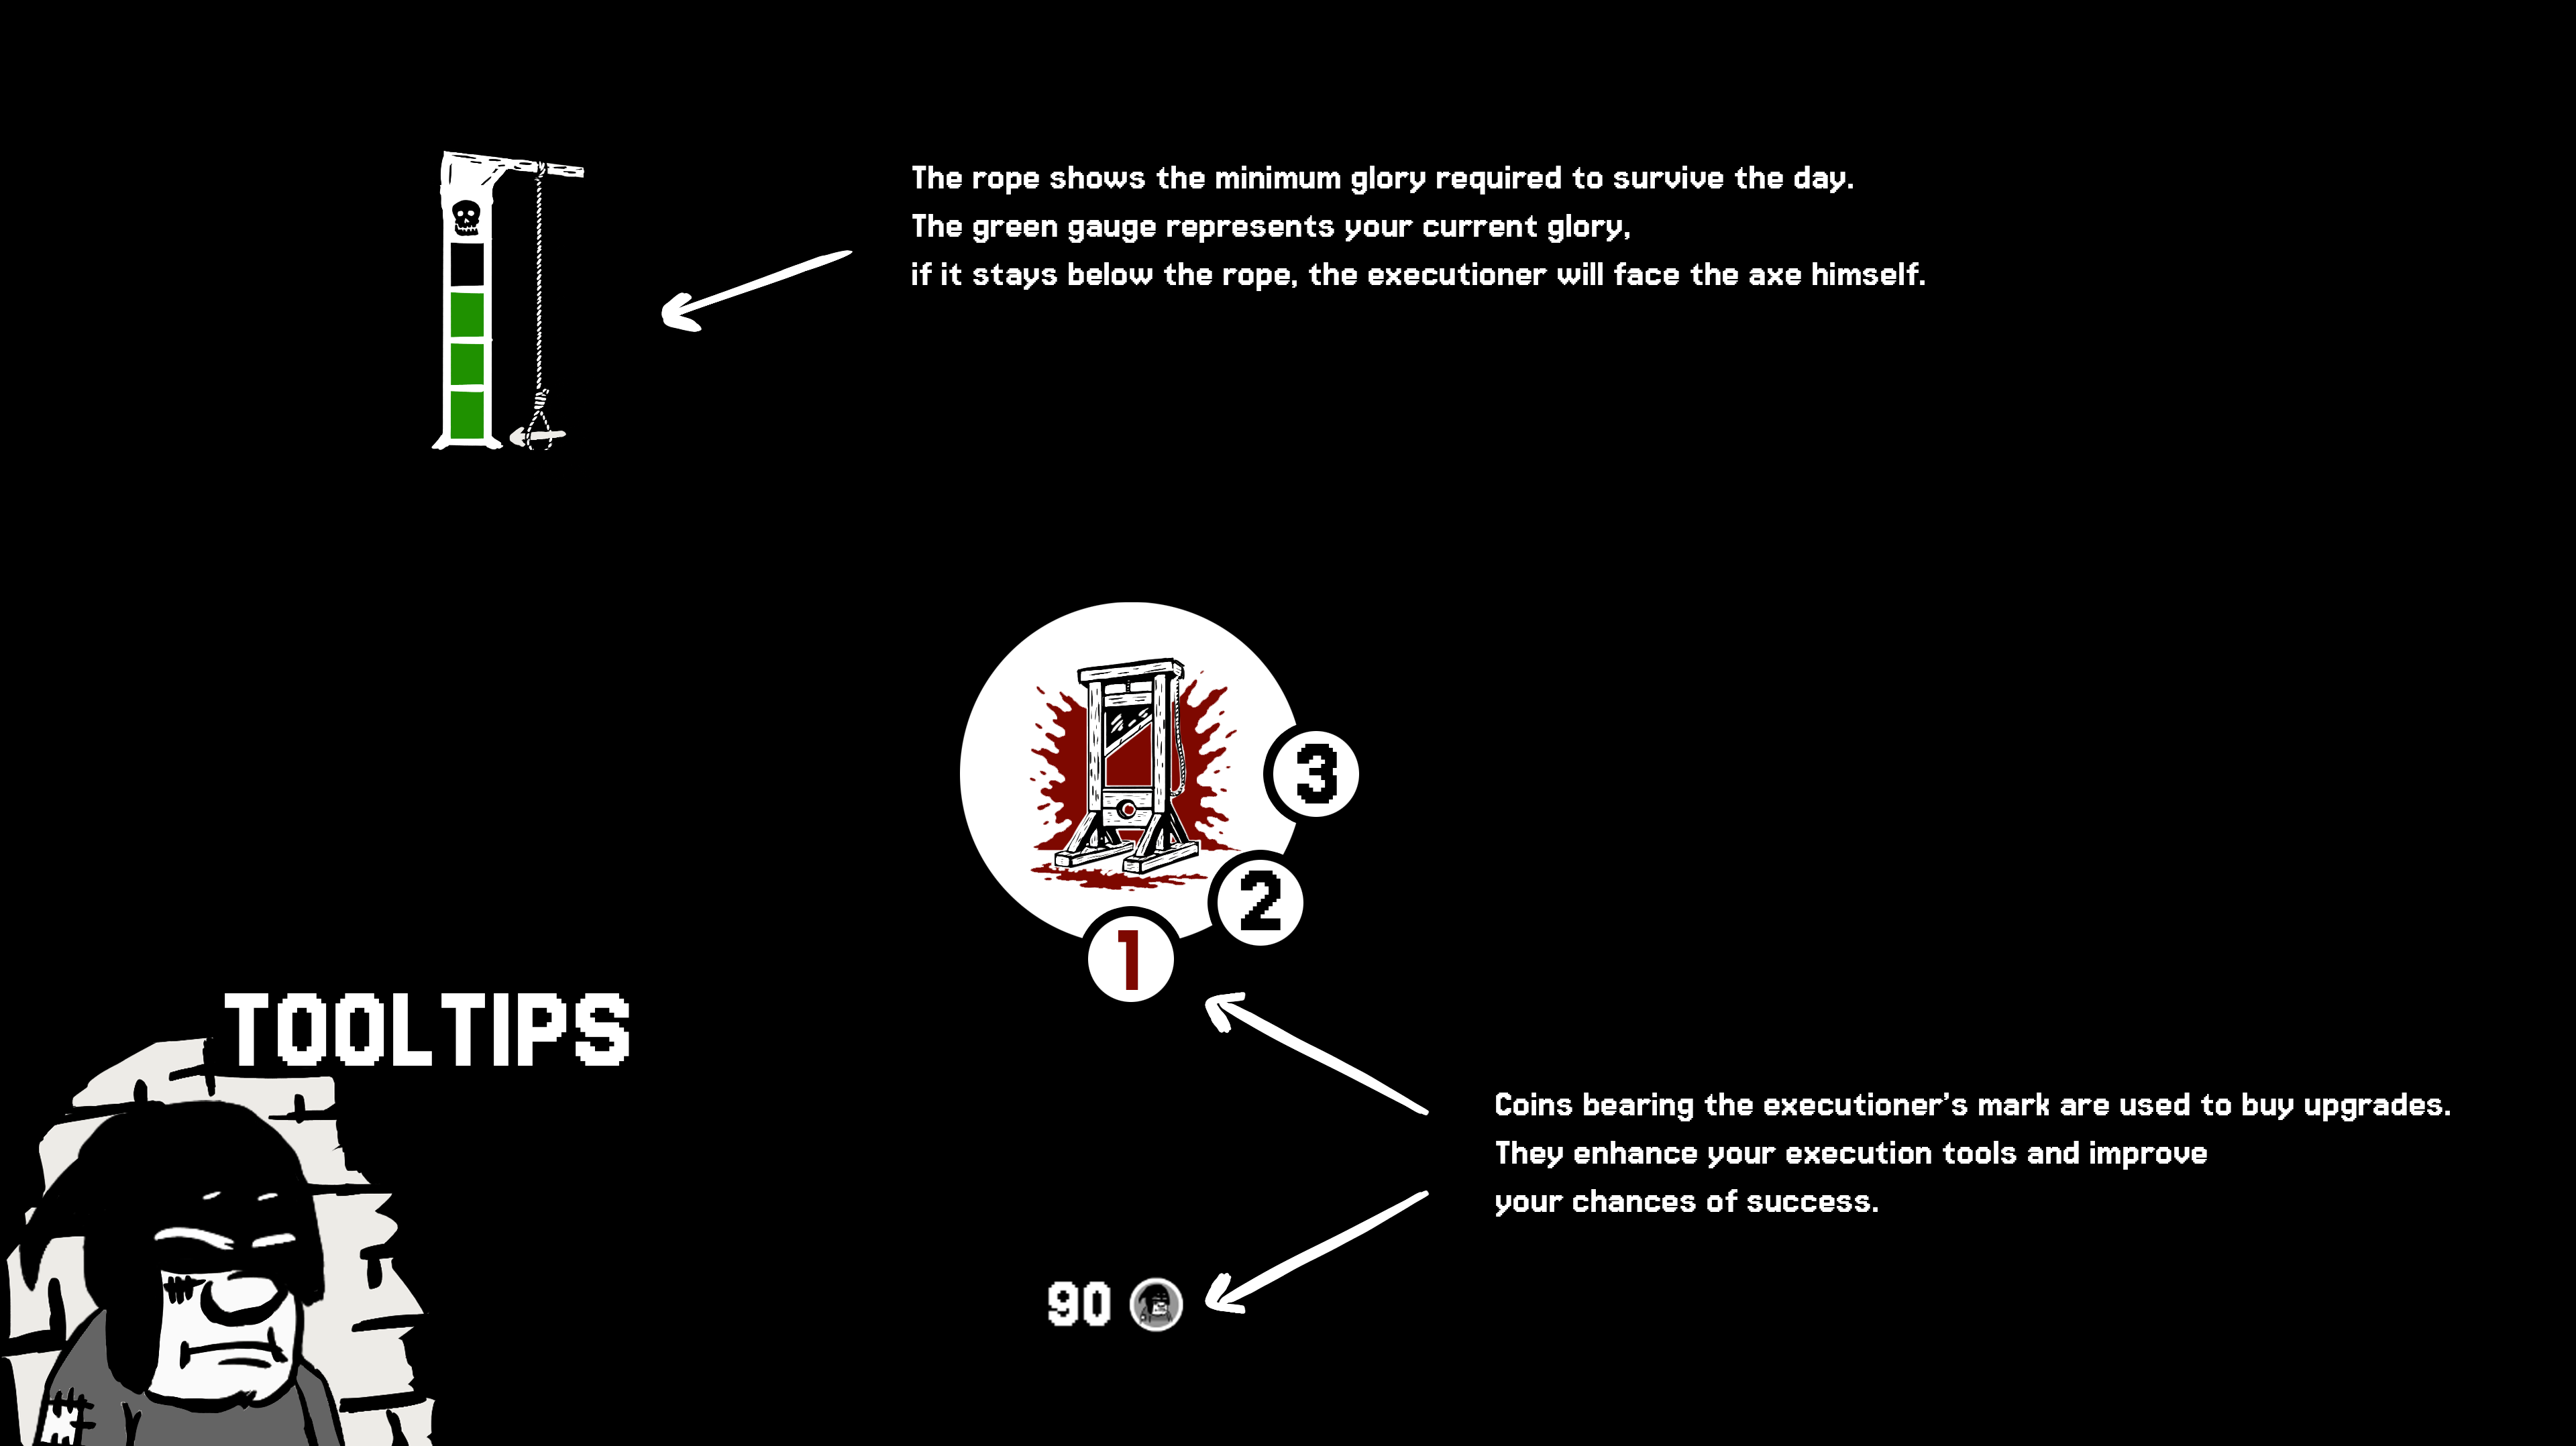 The rope shows the minimum glory required to survive the day.
The green gauge represents your current glory,
if it stays below the rope, the executioner will face the axe himself.
3
2
1
TOOLTIPS
Coins bearing the executioner's mark are used to buy upgrades.
They enhance your execution tools and improve
your chances of success.
90